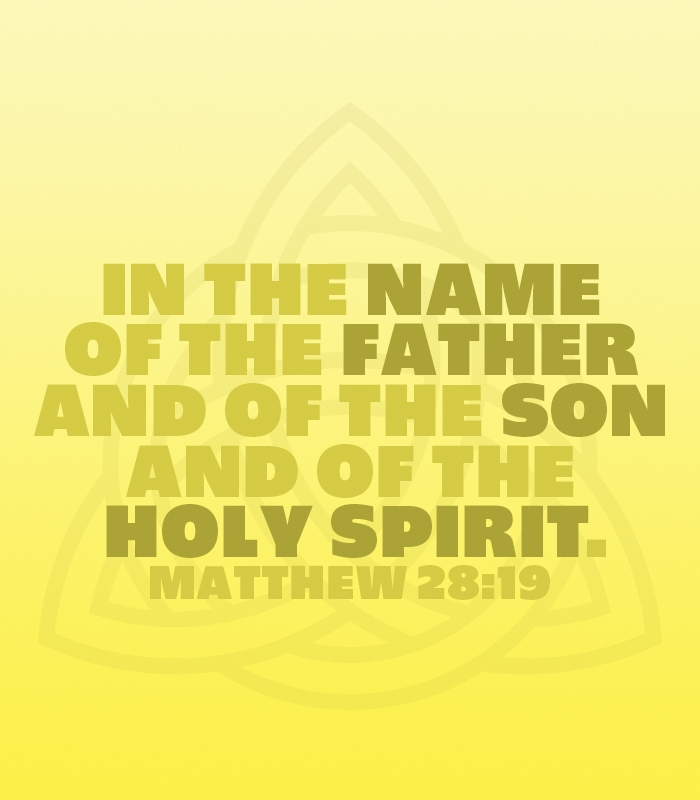 IN THE NAME
OF THE FATHER
AND OF THE SON
AND OF THE
HOLY SPIRIT.
MATTHEW 28:19